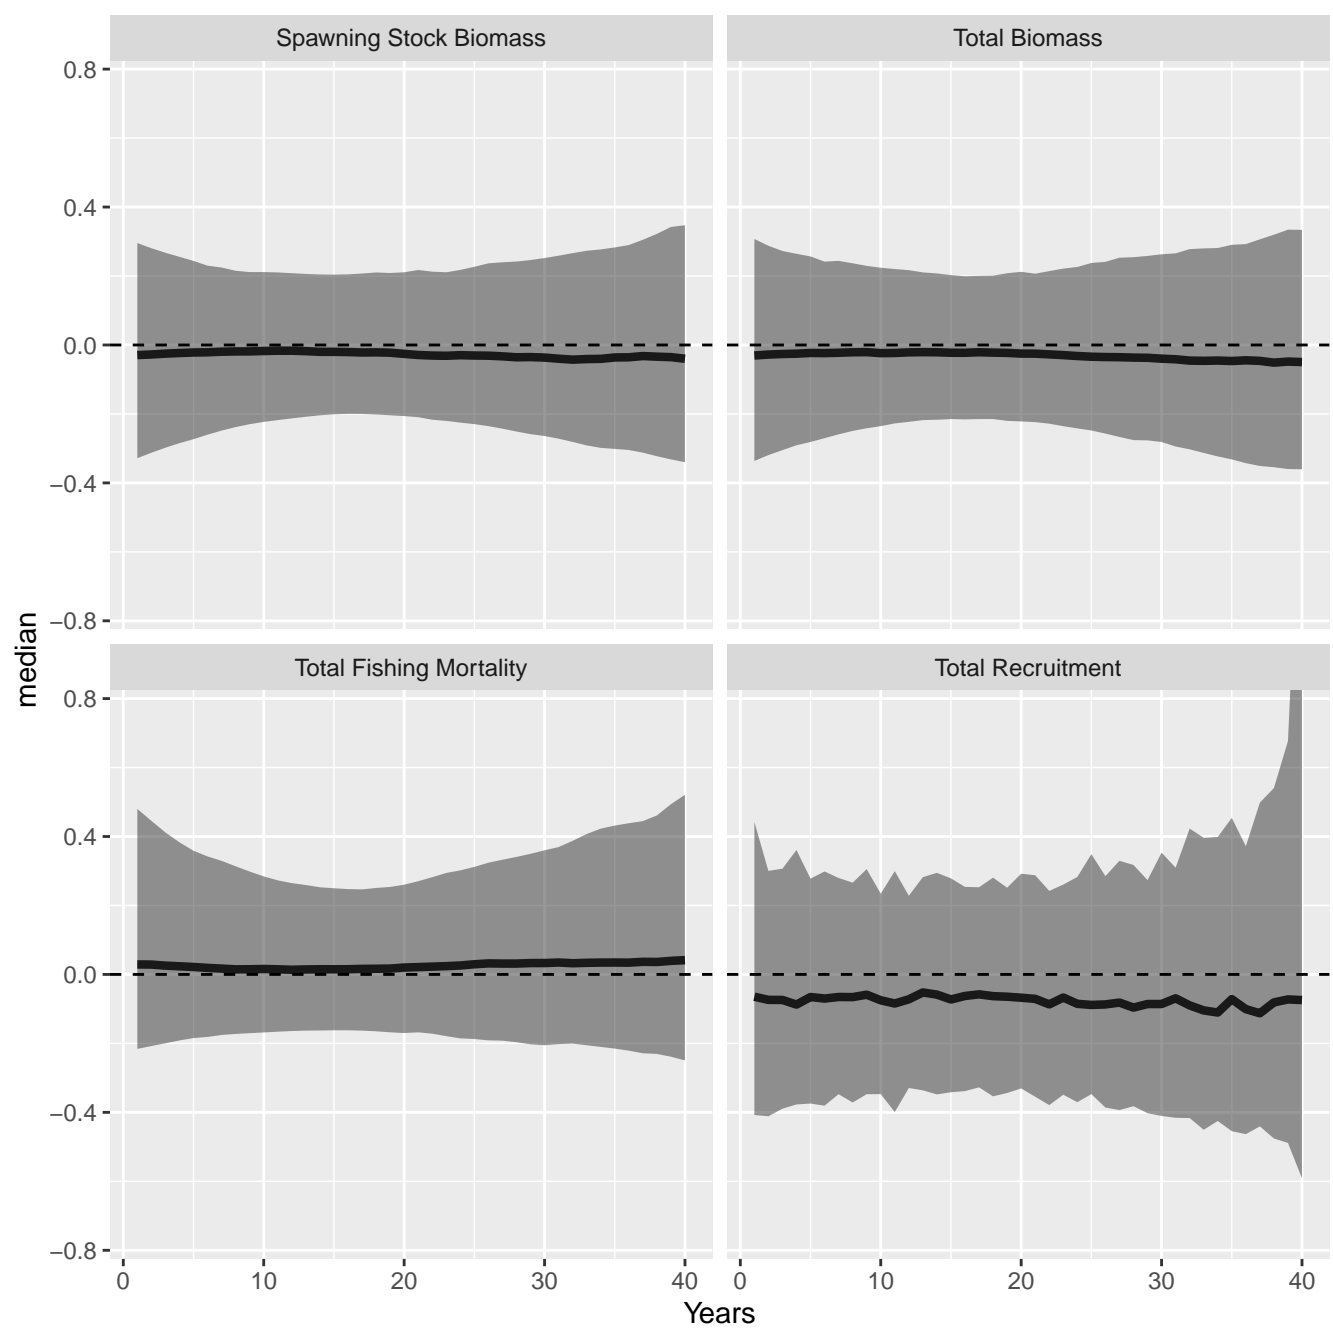 Spawning Stock Biomass
Total Biomass
0.8
0.4
0.0
−0.4
−0.8
median
Total Fishing Mortality
Total Recruitment
0.8
0.4
0.0
−0.4
−0.8
0 10 20 30 40
0 10 20 30 40
Years